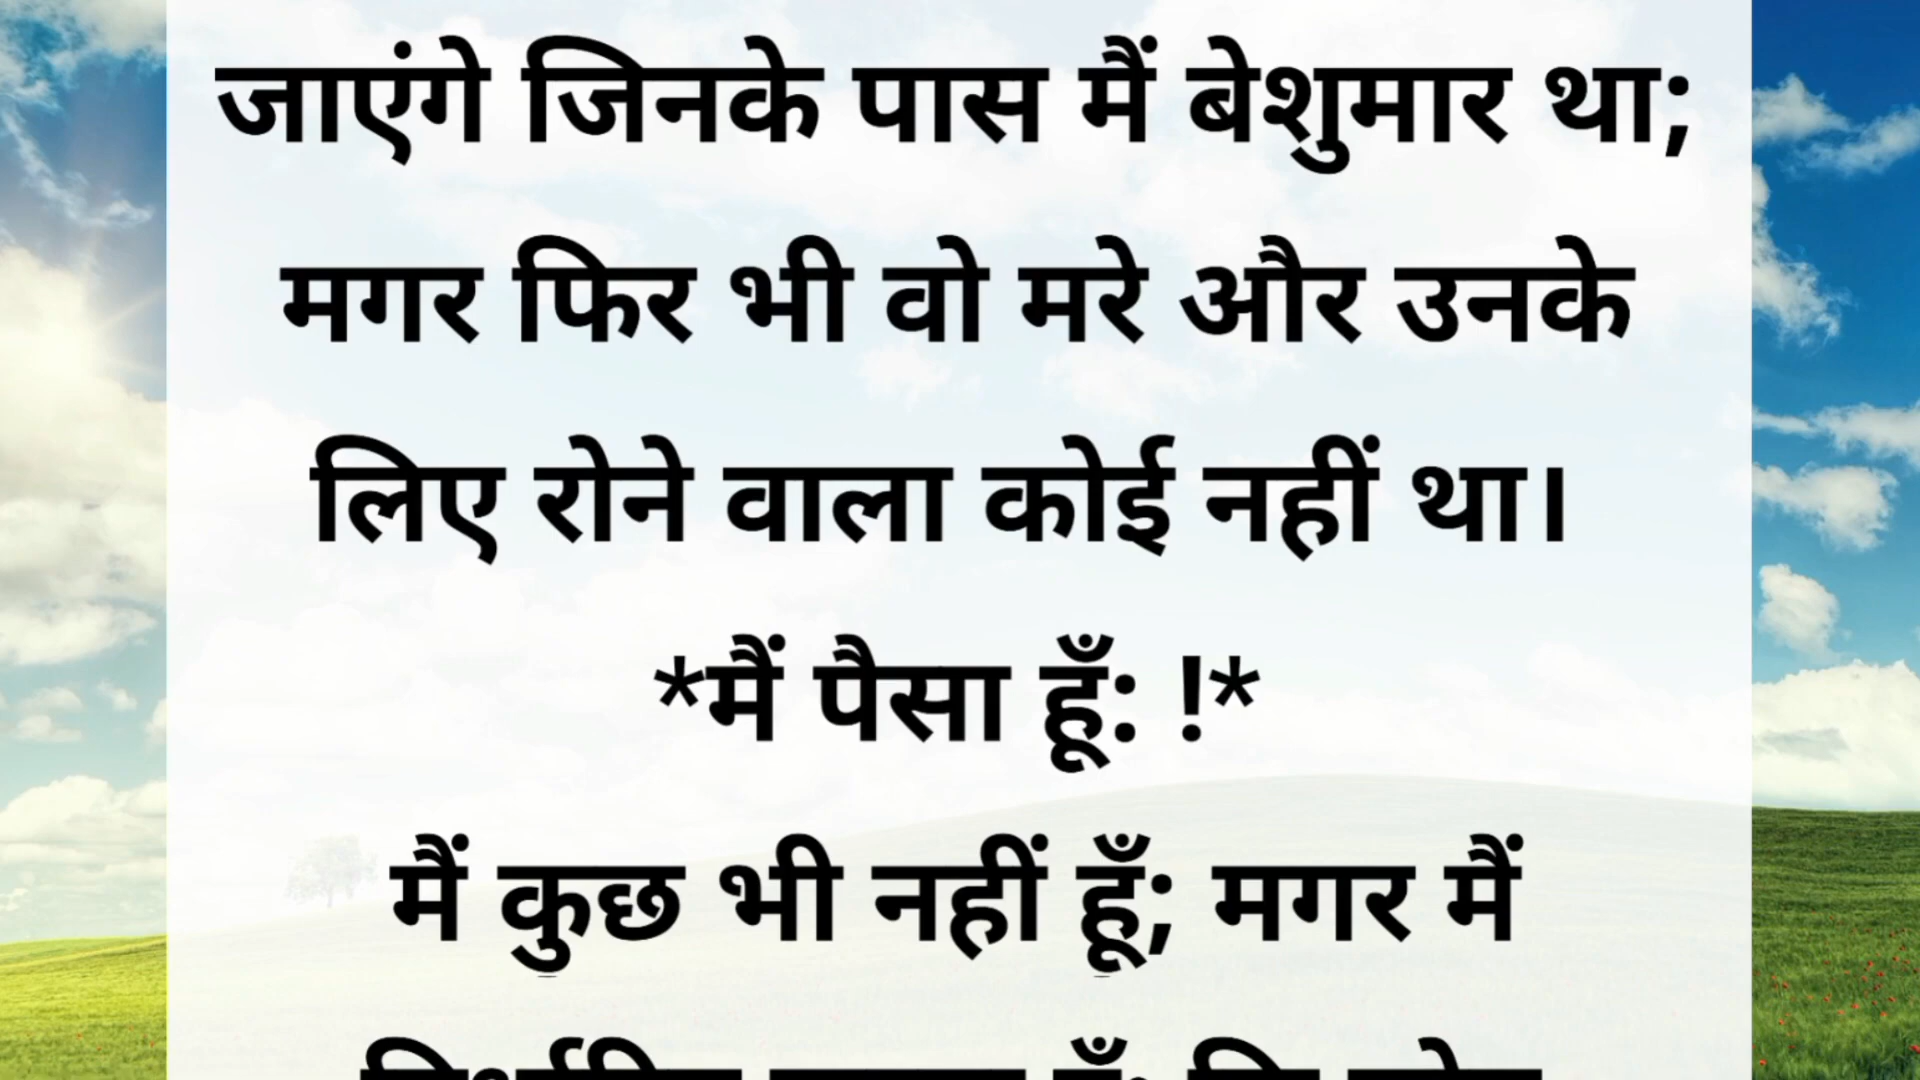 जाएंगे जिनके पास मैं बेशुमार था;
मगर फिर भी वो मरे और उनके
लिए रोने वाला कोई नहीं था।
*मैं पैसा हूँ: !*
मैं कुछ भी नहीं हूँ; मगर मैं